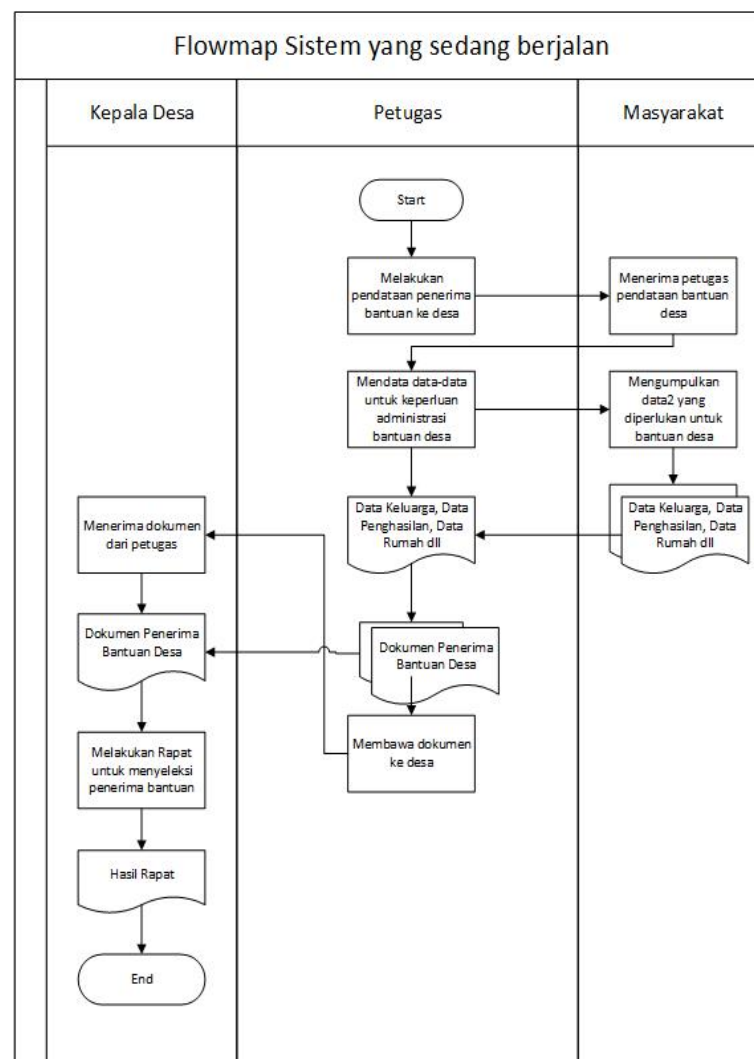 Flowmap Sistem yang sedang berjalan
Kepala Desa
Petugas
Masyarakat
Start
Melakukan
pendataan penerima
bantuan ke desa
Menerima petugas
pendataan bantuan
desa
Mendata data-data
untuk keperluan
administrasi
bantuan desa
Mengumpulkan
data2 yang
diperlukan untuk
bantuan desa
Menerima dokumen
dari petugas
Data Keluarga, Data
Penghasilan, Data
Rumah dll
Data Keluarga, Data
Penghasilan, Data
Rumah dll
Dokumen Penerima
Bantuan Desa
Dokumen Penerima
Bantuan Desa
Melakukan Rapat
untuk menyeleksi
penerima bantuan
Membawa dokumen
ke desa
Hasil Rapat
End